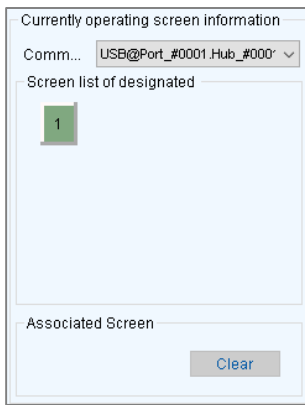 Currently operating screen information
Comm... USB@Port_#0001.Hub_#000
Screen list of designated
1
Associated Screen
Clear